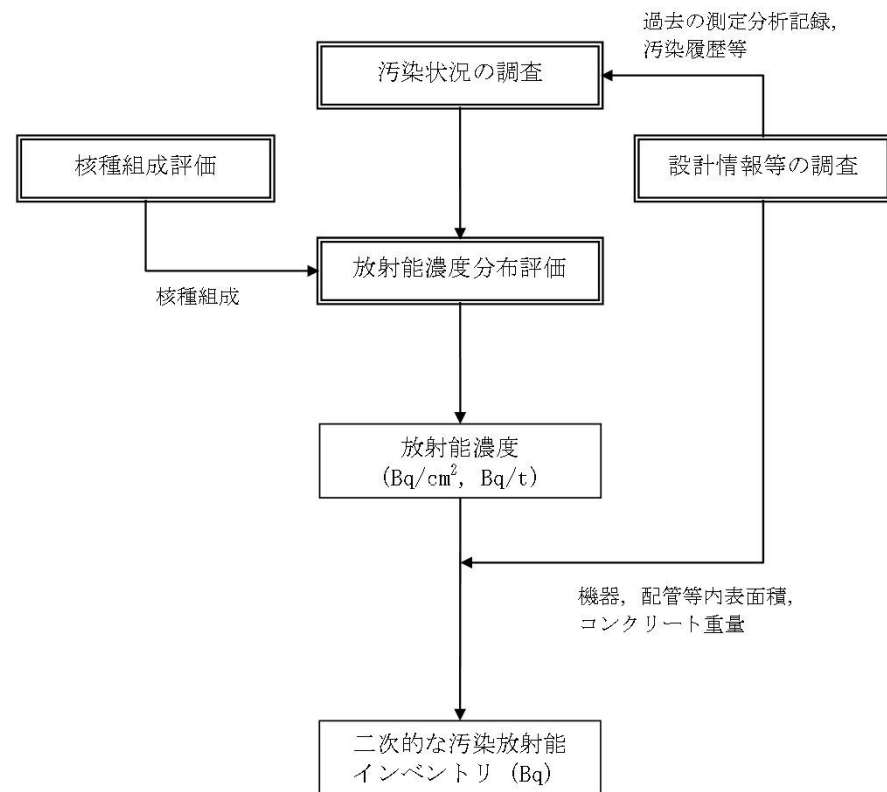 過去の測定分析記録,
汚染履歴等
汚染状況の調査
核種組成評価
設計情報等の調査
放射能濃度分布評価
核種組成
放射能濃度
(Bq/cm², Bq/t)
機器, 配管等内表面積,
コンクリート重量
二次的な汚染放射能
インベントリ (Bq)